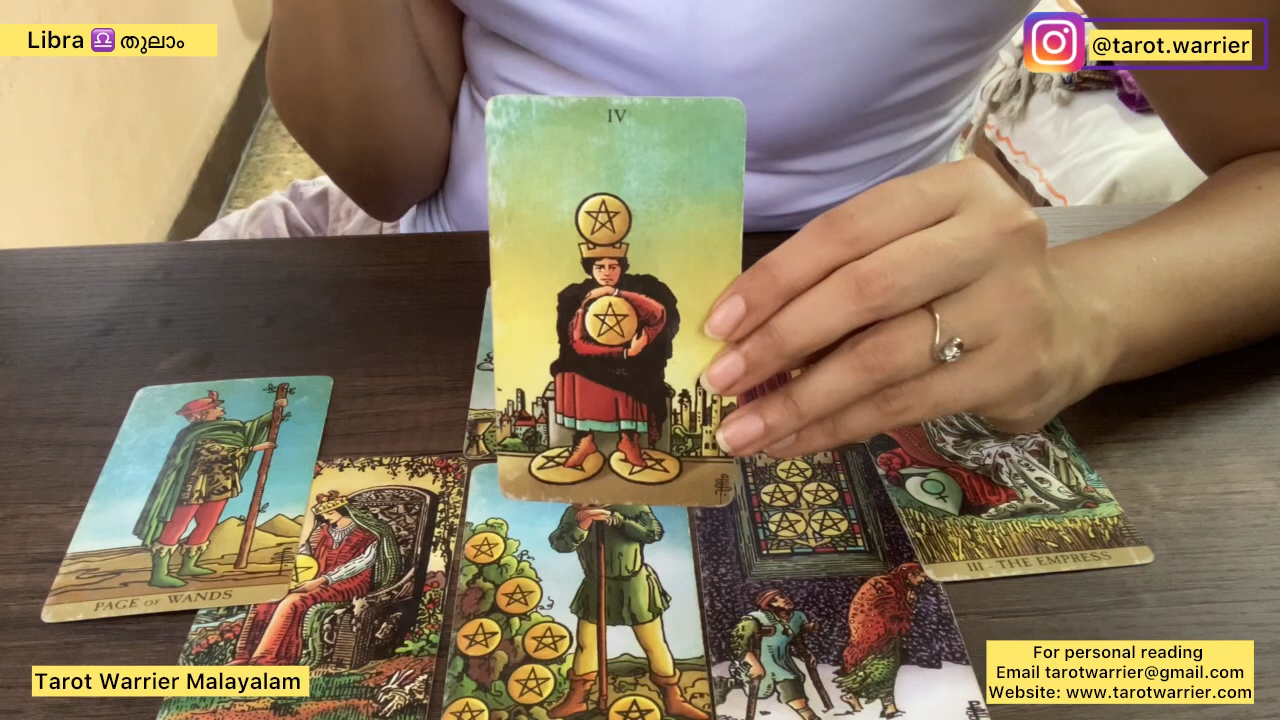 Libra ♎ തുലാം
@tarot.warrier
IV
PAGE OF WANDS
III - THE EMPRESS
Tarot Warrier Malayalam
For personal reading
Email tarotwarrier@gmail.com
Website: www.tarotwarrier.com